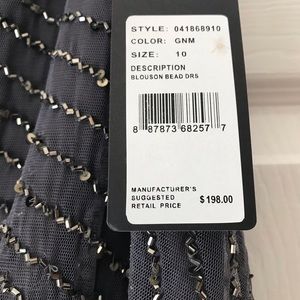 STYLE: 041868910
COLOR: GNM
SIZE: 10
DESCRIPTION
BLOUSON BEAD DRS
8 87873 68257 7
MANUFACTURER'S
SUGGESTED
RETAIL PRICE
$198.00